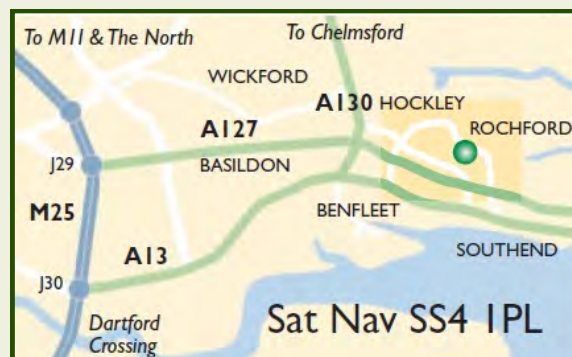 To M11 & The North
To Chelmsford
WICKFORD
A130 HOCKLEY
A127
ROCHFORD
J29
BASILDON
M25
BENFLEET
A13
SOUTHEND
J30
Dartford
Crossing
Sat Nav SS4 1PL